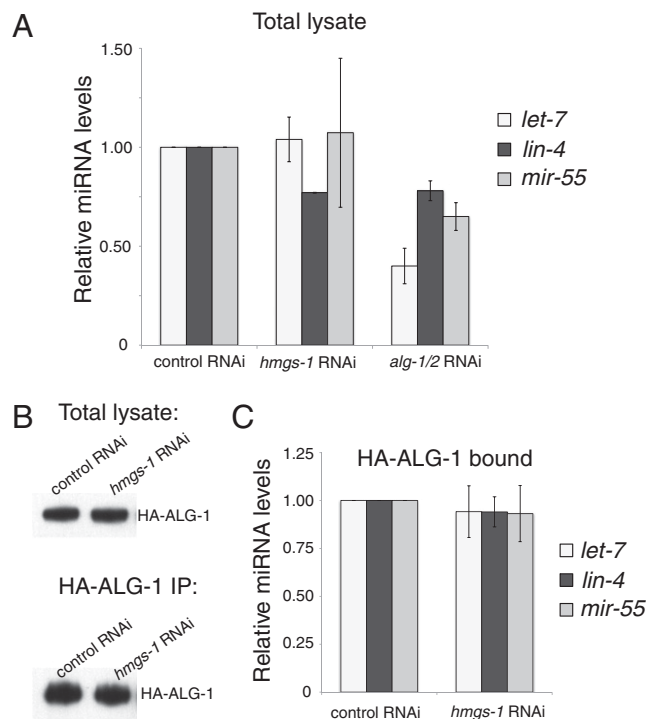 A
Total lysate
Relative miRNA levels
1.50
1.00
0.50
0
control RNAi
hmgs-1 RNAi
alg-1/2 RNAi
let-7
lin-4
mir-55
B
Total lysate:
control RNAi
hmgs-1 RNAi
HA-ALG-1
HA-ALG-1 IP:
control RNAi
hmgs-1 RNAi
HA-ALG-1
C
HA-ALG-1 bound
Relative miRNA levels
1.25
1.00
0.75
0.50
0.25
0
control RNAi
hmgs-1 RNAi
let-7
lin-4
mir-55